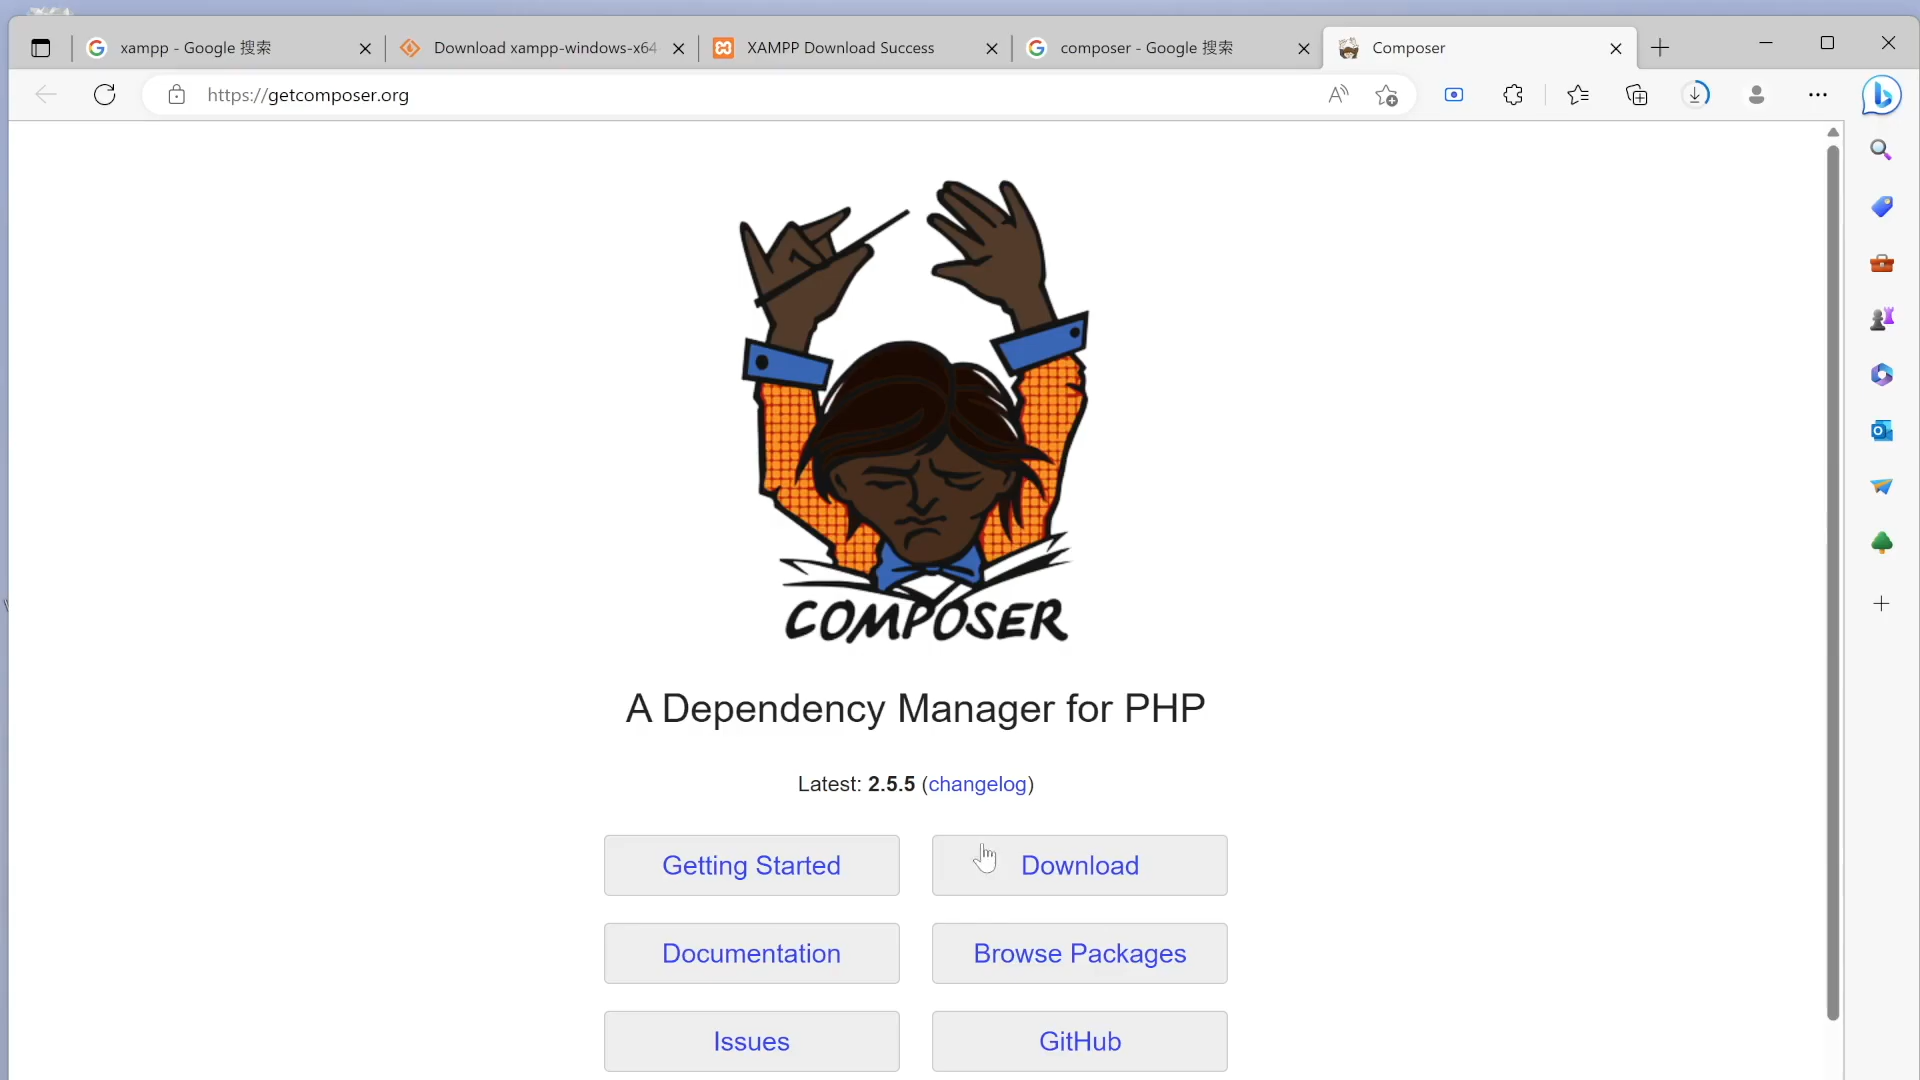 xampp - Google 搜索
Download xampp-windows-x64
XAMPP Download Success
composer - Google 搜索
Composer
https://getcomposer.org
COMPOSER
A Dependency Manager for PHP
Latest: 2.5.5 (changelog)
Getting Started
Download
Documentation
Browse Packages
Issues
GitHub